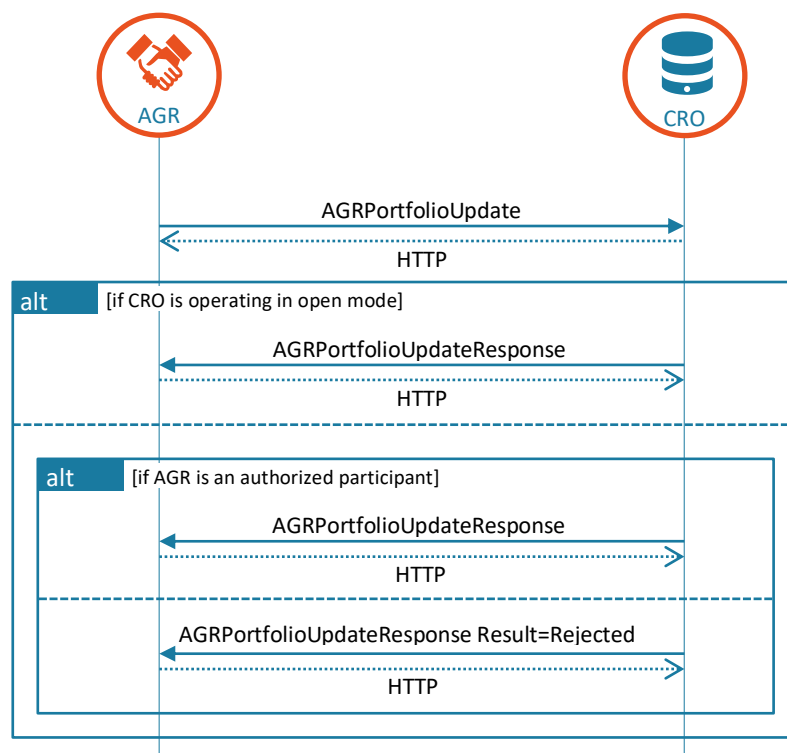 AGR
CRO
AGRPortfolioUpdate
HTTP
alt
[if CRO is operating in open mode]
AGRPortfolioUpdateResponse
HTTP
alt
[if AGR is an authorized participant]
AGRPortfolioUpdateResponse
HTTP
AGRPortfolioUpdateResponse Result=Rejected
HTTP